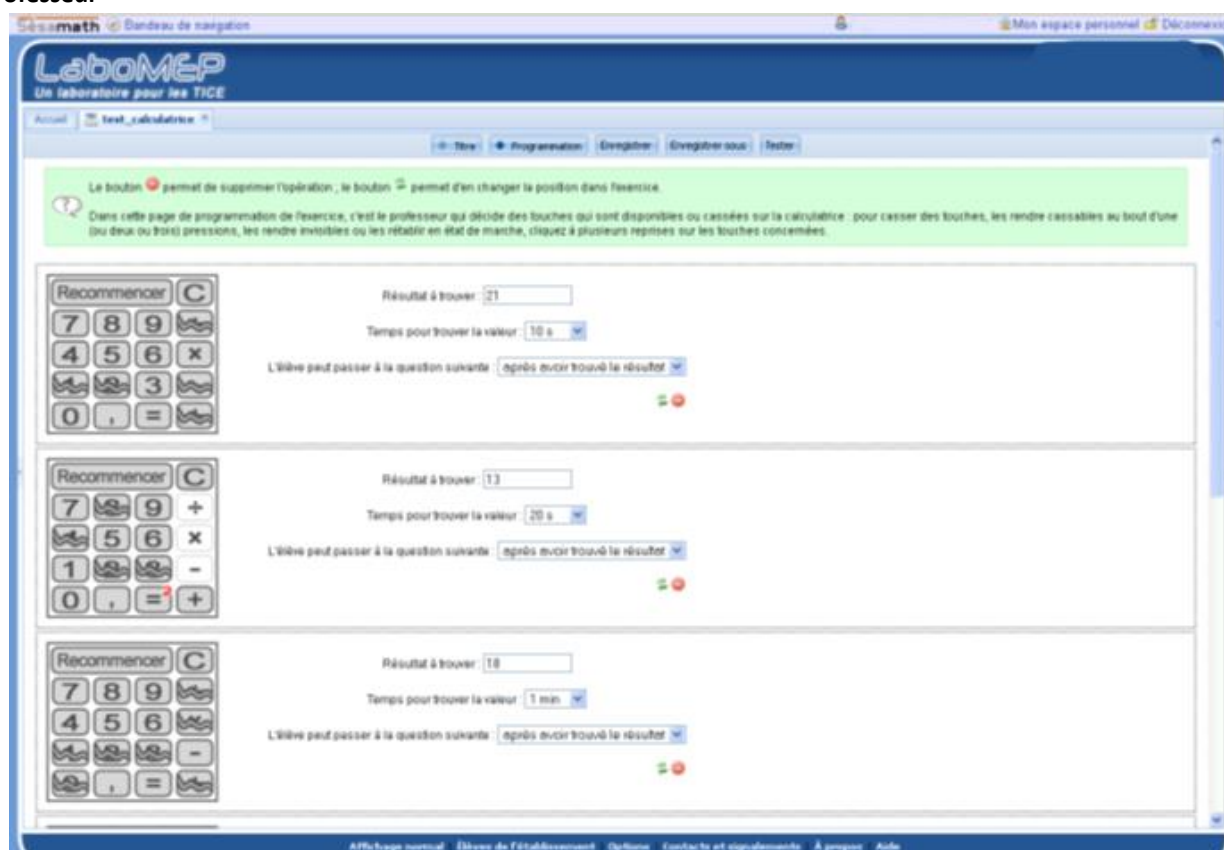 Sésamath Bandeau de navigation Mon espace personnel
LaboMEP
Un laboratoire pour les TICE
Accueil test_calculatrice
Titre Programmation Enregistrer Enregistrer sous Tester
Le bouton permet de supprimer l'opération ; le bouton permet d'en changer la position dans l'exercice.
Dans cette page de programmation de l'exercice, c'est le professeur qui décide des touches qui sont disponibles ou cassées sur la calculatrice : pour casser des touches, les rendre cassables au bout d'une
(ou deux ou trois) pressions, les rendre invisibles ou les rétablir en état de marche, cliquez à plusieurs reprises sur les touches concernées.
Recommencer C
7 8 9
4 5 6 ×
3
0 , =
Résultat à trouver : 21
Temps pour trouver la valeur : 10 s
L'élève peut passer à la question suivante : après avoir trouvé le résultat
Recommencer C
7 9 ÷
5 6 ×
1 -
0 , = 2 +
Résultat à trouver : 13
Temps pour trouver la valeur : 20 s
L'élève peut passer à la question suivante : après avoir trouvé le résultat
Recommencer C
7 8 9
4 5 6
-
, =
Résultat à trouver : 18
Temps pour trouver la valeur : 1 min
L'élève peut passer à la question suivante : après avoir trouvé le résultat
Affichage normal Élèves de l'établissement Options Contacts et signalements À propos Aide